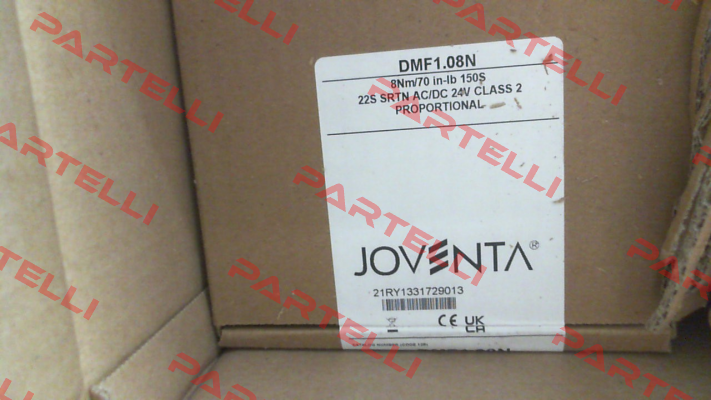 DMF1.08N
8Nm/70 in-lb 150S
22S SRTN AC/DC 24V CLASS 2
PROPORTIONAL
JOVENTA®
21RY1331729013
CE UK
CA
PARTELLI
PARTELLI
PARTELLI
PARTELLI
PARTELLI
PARTELLI
PARTELLI